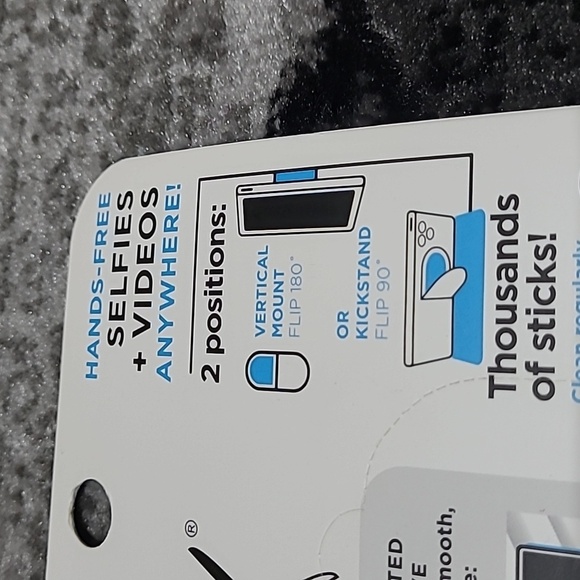 HANDS-FREE
SELFIES
+ VIDEOS
ANYWHERE!
2 positions:
VERTICAL
MOUNT
FLIP 180°
OR
KICKSTAND
FLIP 90°
Thousands
of sticks!
®